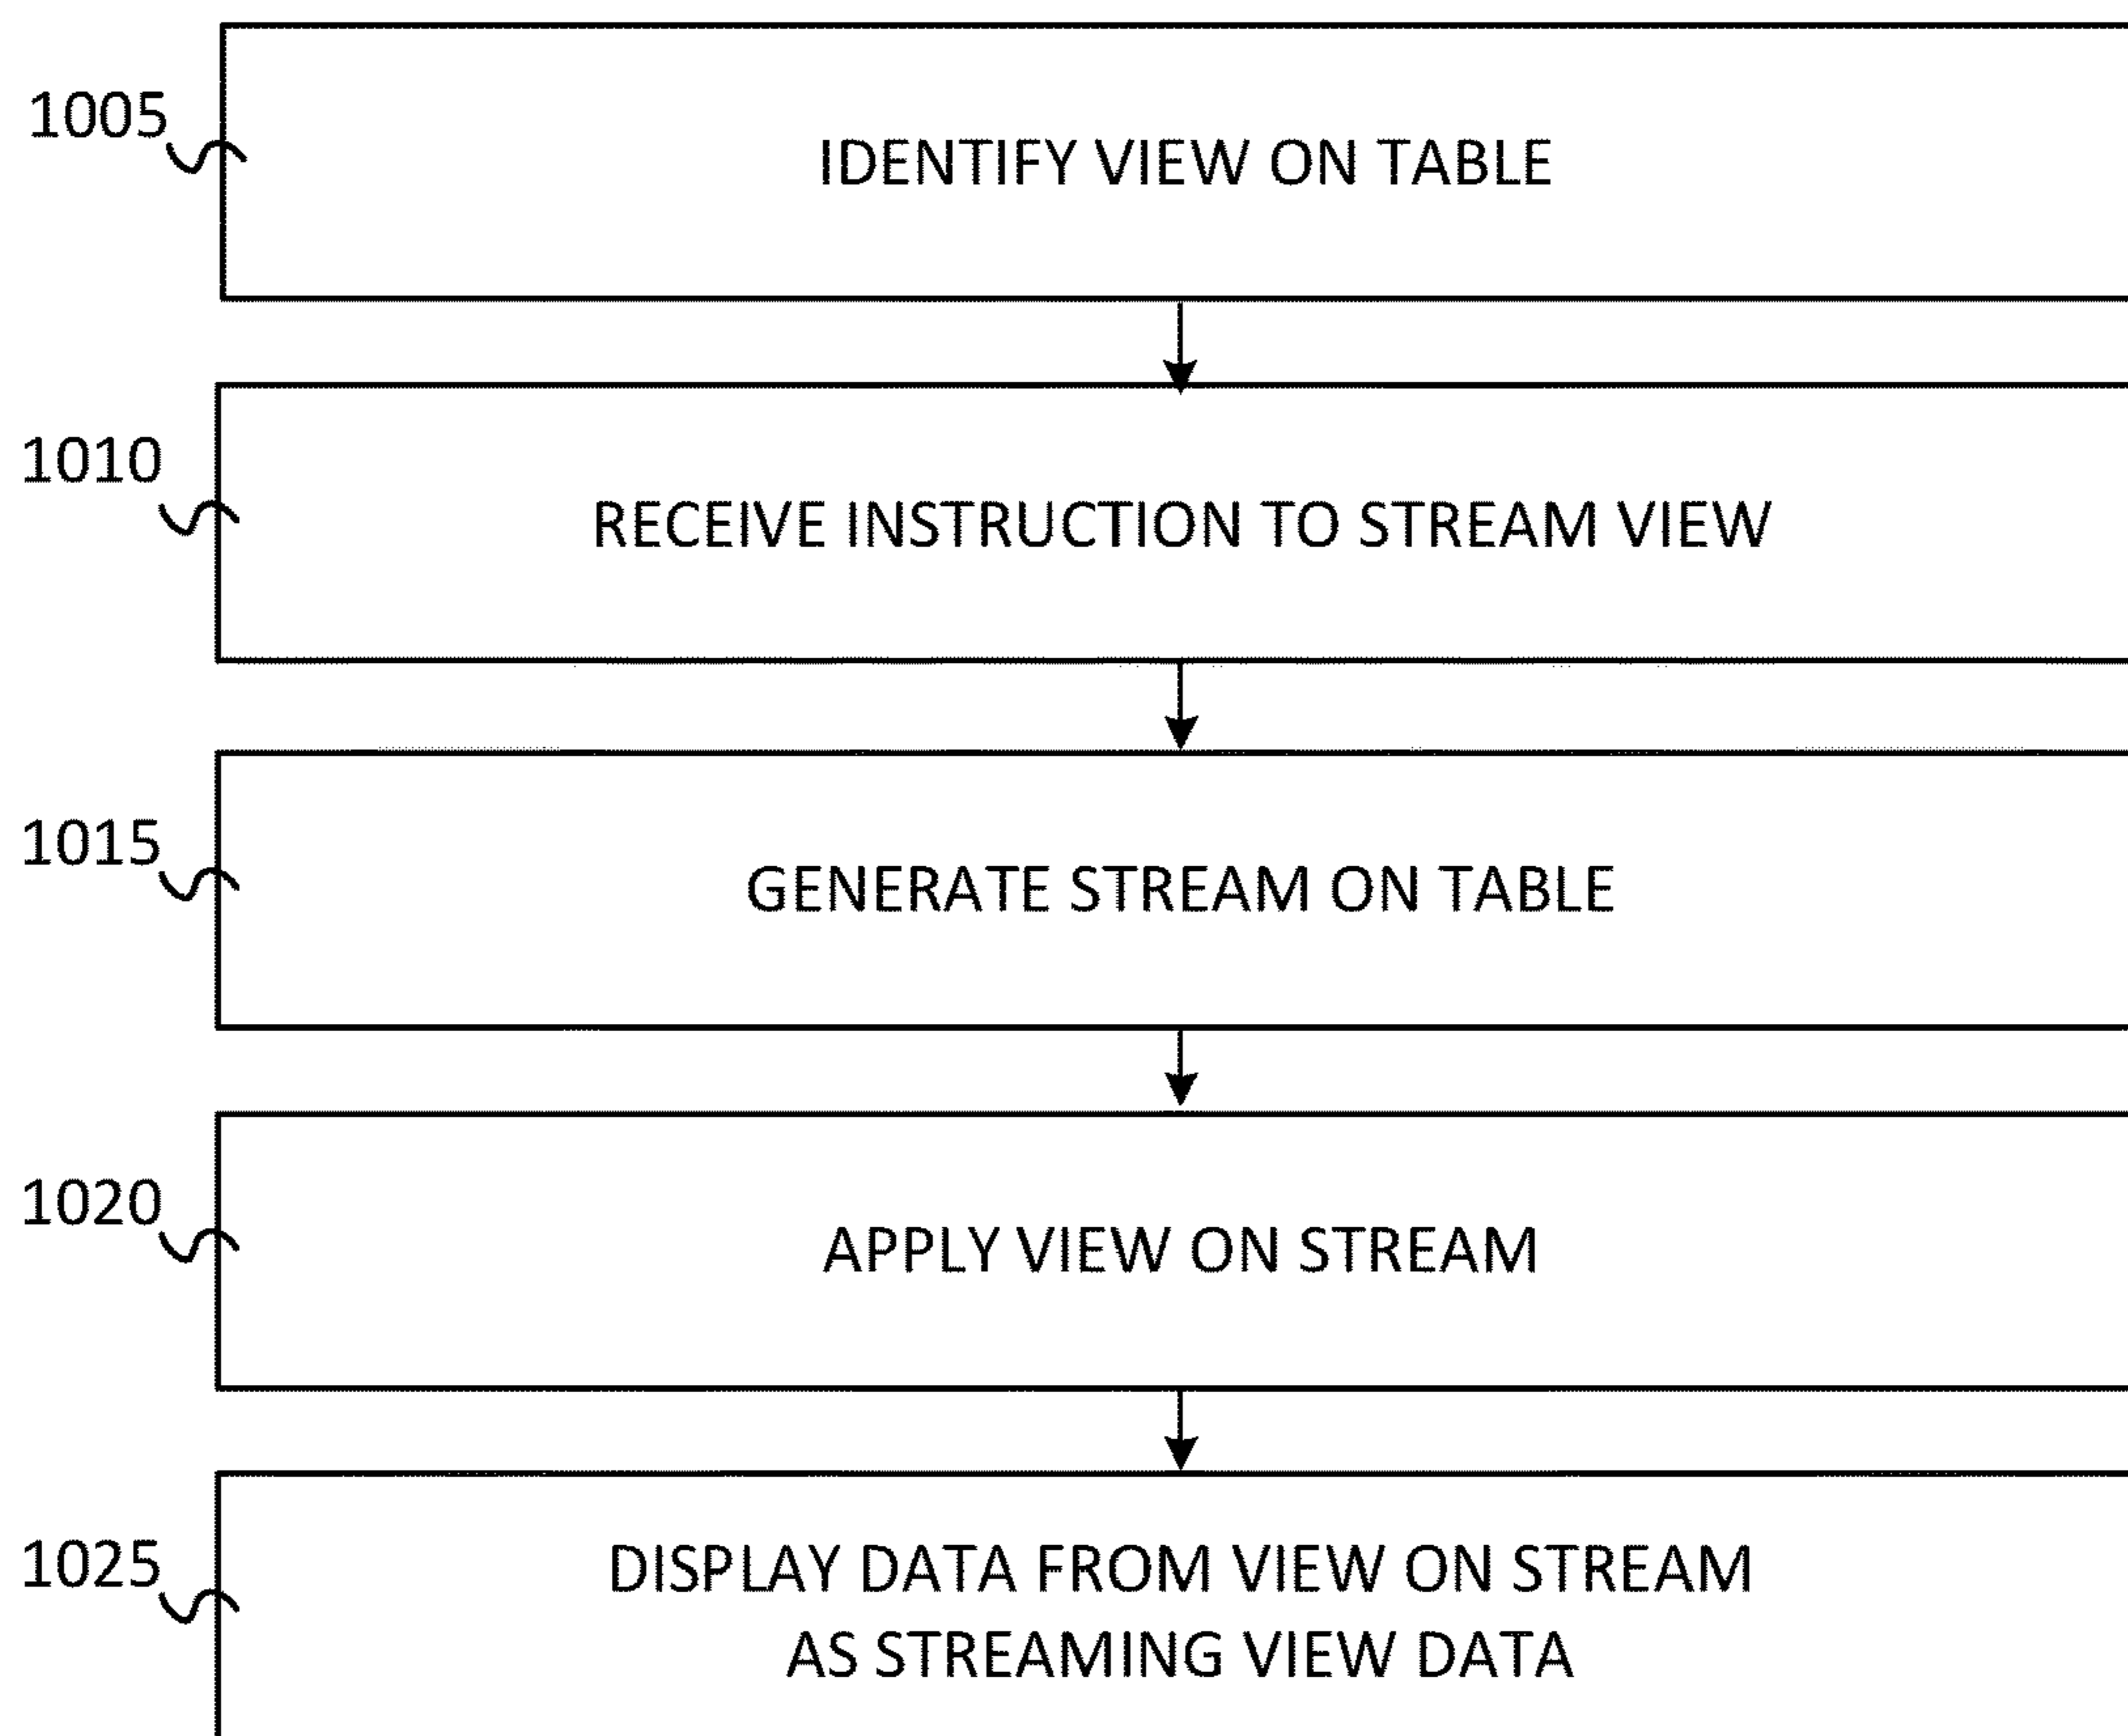 1005
IDENTIFY VIEW ON TABLE
1010
RECEIVE INSTRUCTION TO STREAM VIEW
1015
GENERATE STREAM ON TABLE
1020
APPLY VIEW ON STREAM
1025
DISPLAY DATA FROM VIEW ON STREAM
AS STREAMING VIEW DATA